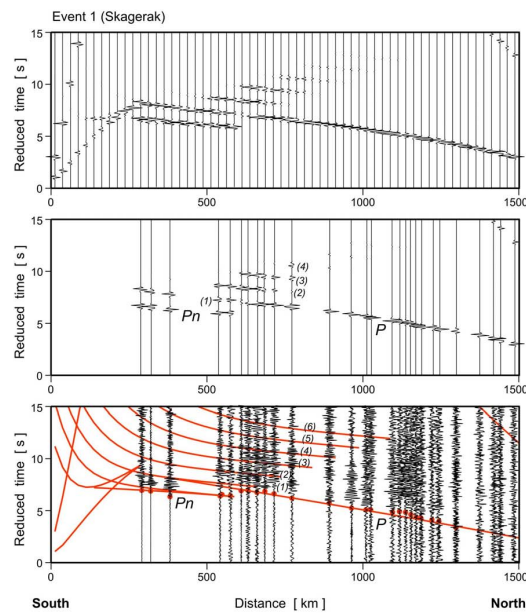 Event 1 (Skagerak)
15
10
5
0
Reduced time [ s ]
0 500 1000 1500
15
10
5
0
Reduced time [ s ]
(4)
(3)
(2)
(1)
Pn
P
0 500 1000 1500
15
10
5
0
Reduced time [ s ]
(6)
(5)
(4)
(3)
(2)
(1)
Pn
P
0 500 1000 1500
South Distance [ km ] North